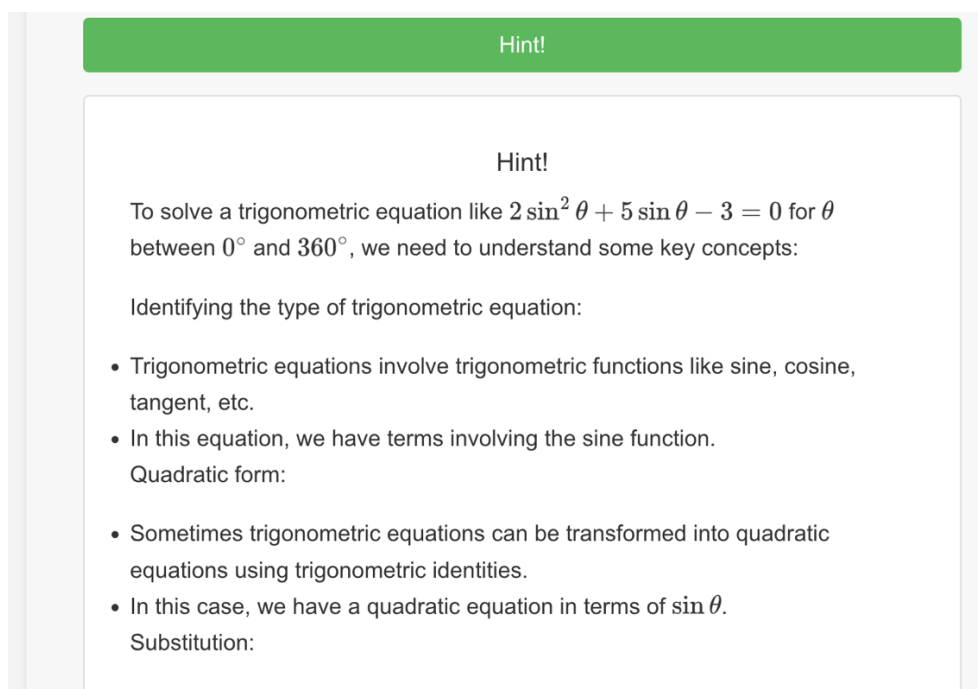 Hint!
Hint!
To solve a trigonometric equation like 2 sin² θ + 5 sin θ − 3 = 0 for θ
between 0° and 360°, we need to understand some key concepts:
Identifying the type of trigonometric equation:
• Trigonometric equations involve trigonometric functions like sine, cosine,
tangent, etc.
• In this equation, we have terms involving the sine function.
Quadratic form:
• Sometimes trigonometric equations can be transformed into quadratic
equations using trigonometric identities.
• In this case, we have a quadratic equation in terms of sin θ.
Substitution: